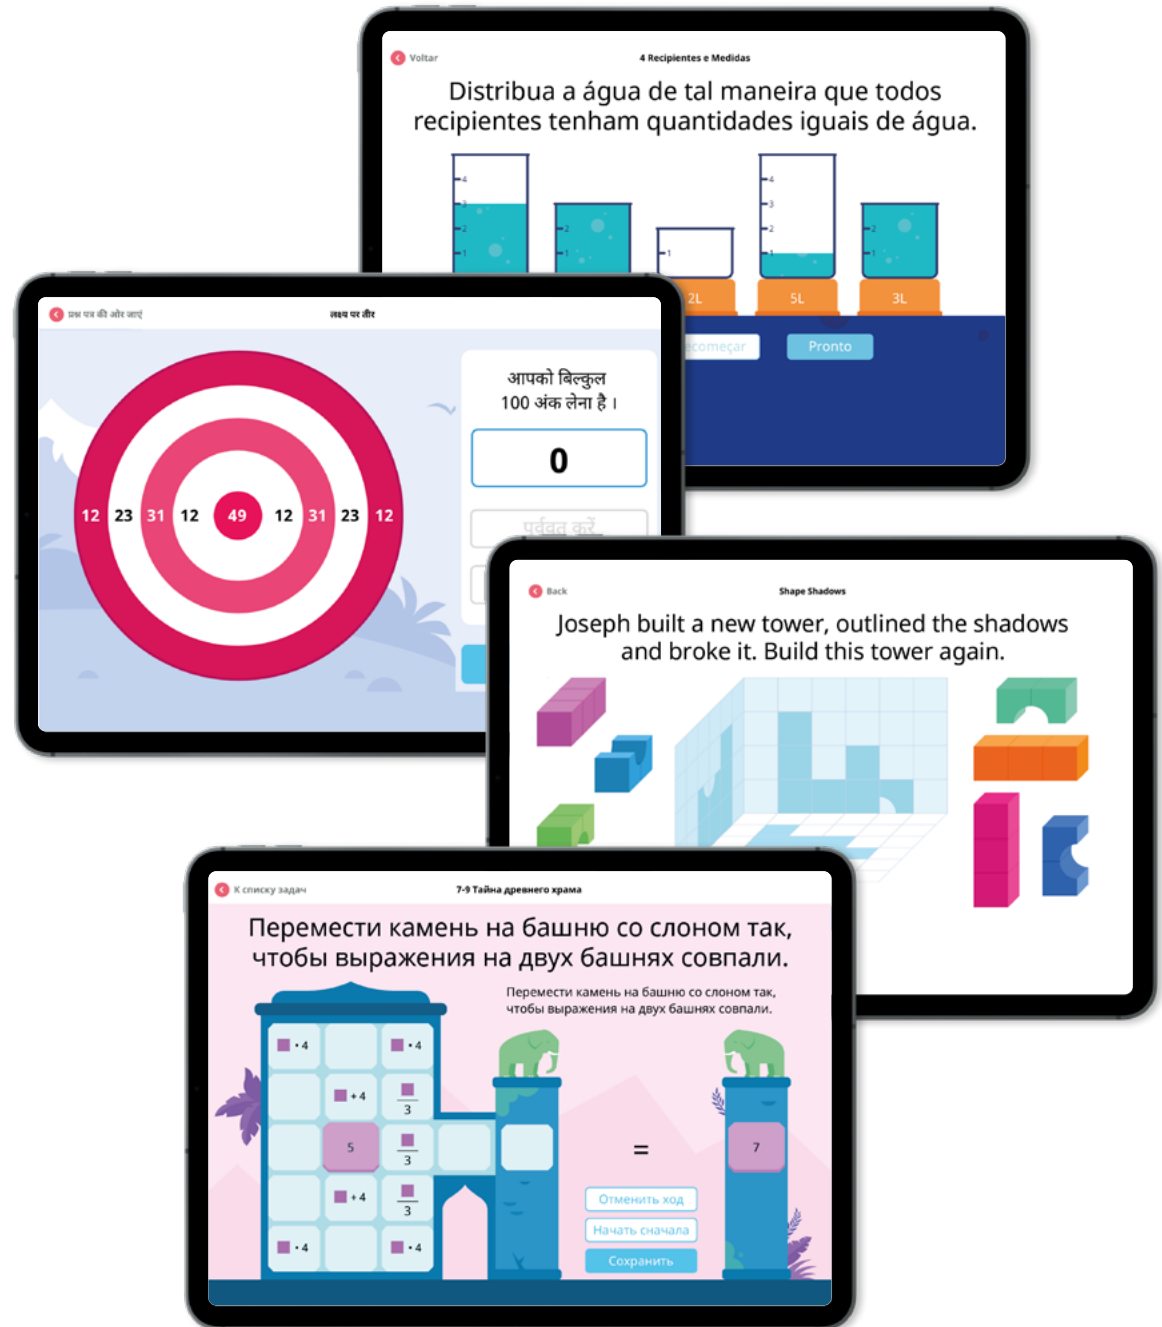 Voltar
4 Recipientes e Medidas
Distribua a água de tal maneira que todos
recipientes tenham quantidades iguais de água.
4
3
2
1
2
1
1
4
3
2
1
2
1
2L
5L
3L
Pronto
प्रश्न पत्र की ओर जाएं
लक्ष्य पर तीर
12 23 31 12 49 12 31 23 12
आपको बिल्कुल
100 अंक लेना है ।
0
पूर्ववत करें
Back
Shape Shadows
Joseph built a new tower, outlined the shadows
and broke it. Build this tower again.
К списку задач
7-9 Тайна древнего храма
Перемести камень на башню со слоном так,
чтобы выражения на двух башнях совпали.
Перемести камень на башню со слоном так,
чтобы выражения на двух башнях совпали.
■ · 4 ■ · 4
■ + 4 ■/3
5 ■/3
■ + 4 ■/3
■ · 4 ■ · 4
=
7
Отменить ход
Начать сначала
Сохранить